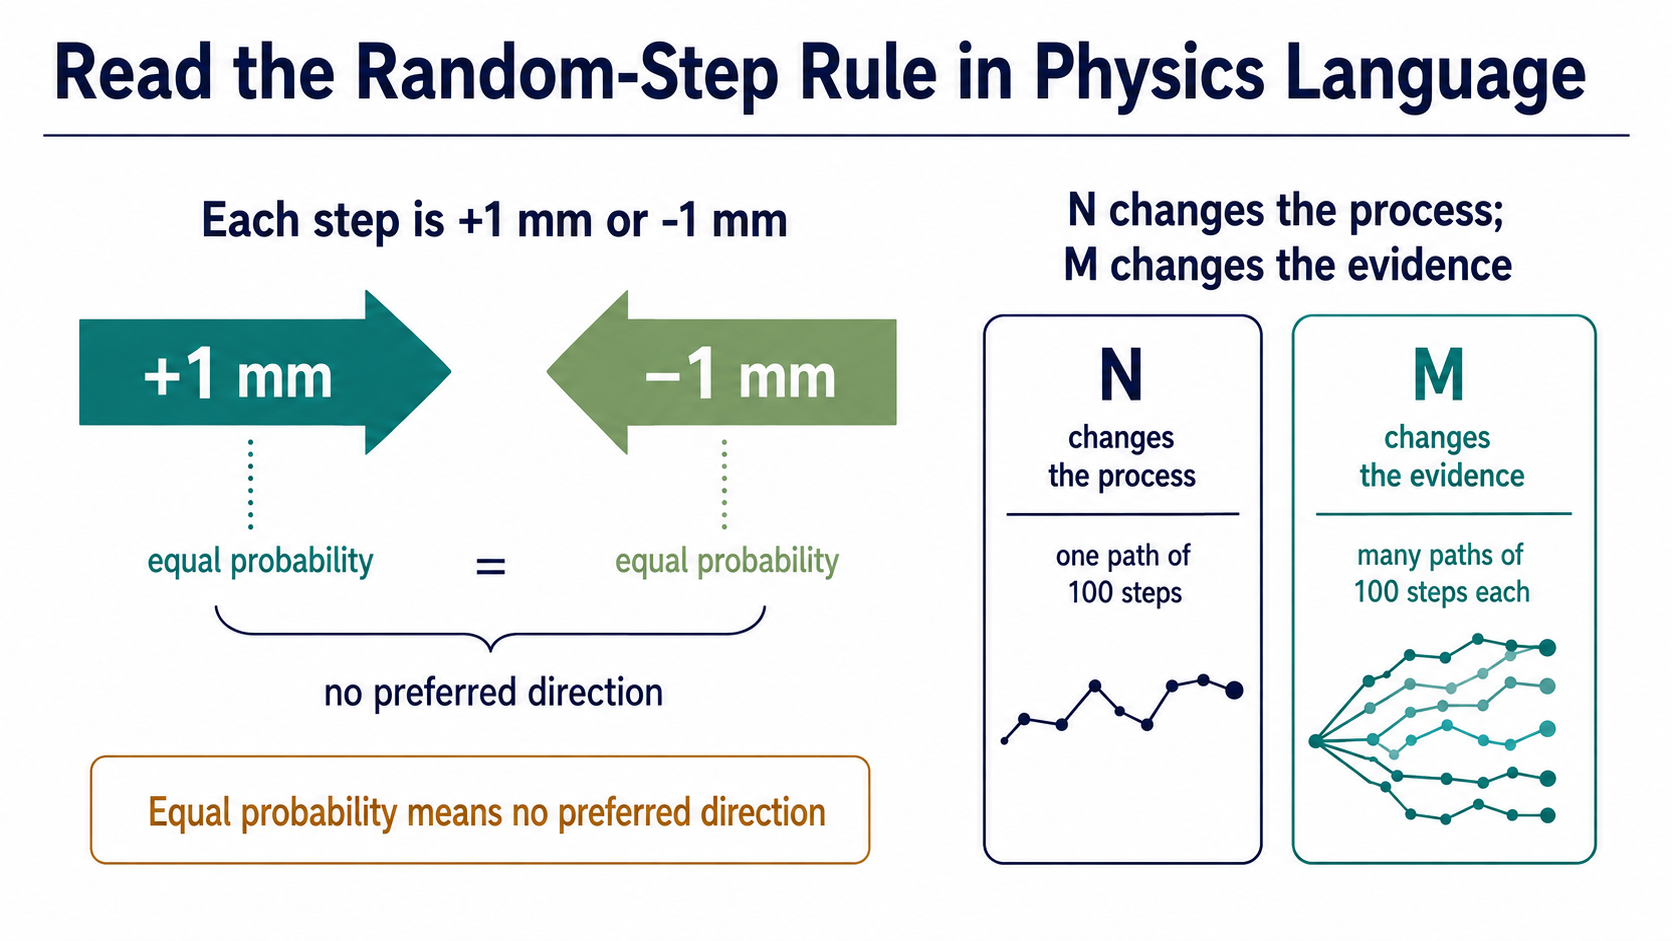 Read the Random-Step Rule in Physics Language
Each step is +1 mm or -1 mm
+1 mm
−1 mm
equal probability
=
equal probability
no preferred direction
Equal probability means no preferred direction
N changes the process;
M changes the evidence
N
changes
the process
one path of
100 steps
M
changes
the evidence
many paths of
100 steps each